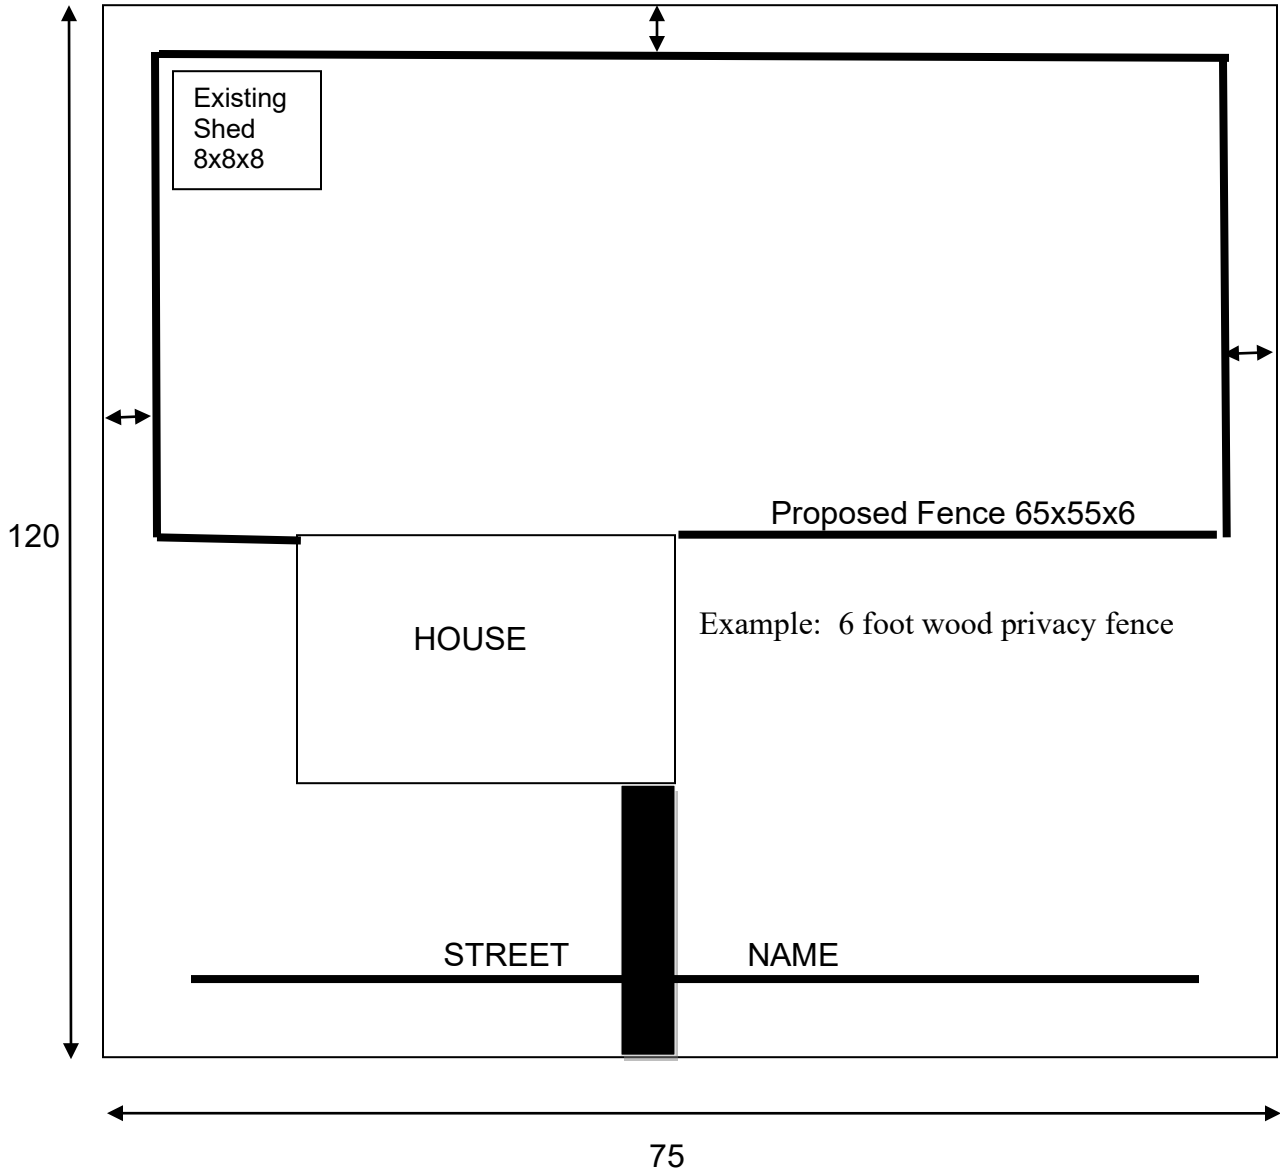 Existing
Shed
8x8x8
Proposed Fence 65x55x6
120
Example:  6 foot wood privacy fence
HOUSE
STREET NAME
75